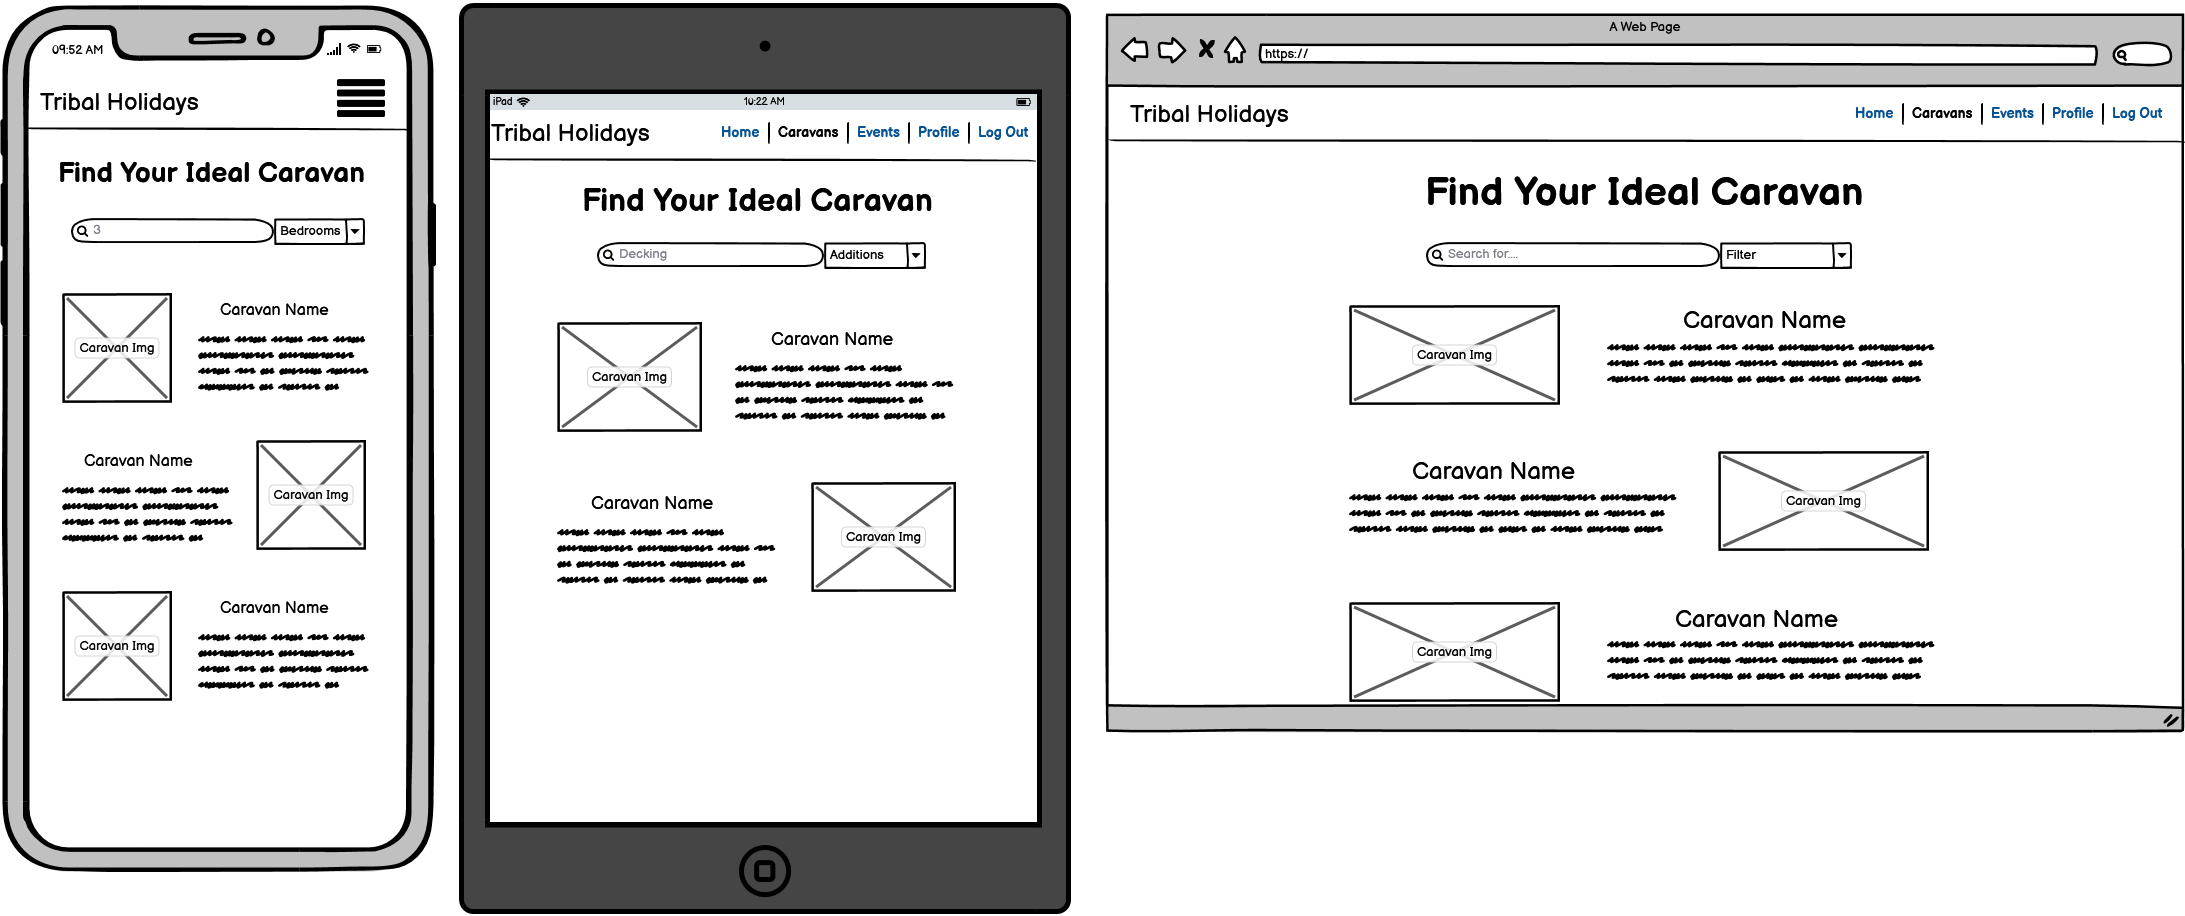 09:52 AM
Tribal Holidays
Find Your Ideal Caravan
3
Bedrooms
Caravan Img
Caravan Name
Caravan Name
Caravan Img
Caravan Img
Caravan Name
iPad
10:22 AM
Tribal Holidays
Home
Caravans
Events
Profile
Log Out
Find Your Ideal Caravan
Decking
Additions
Caravan Img
Caravan Name
Caravan Name
Caravan Img
A Web Page
https://
Tribal Holidays
Home
Caravans
Events
Profile
Log Out
Find Your Ideal Caravan
Search for....
Filter
Caravan Img
Caravan Name
Caravan Name
Caravan Img
Caravan Img
Caravan Name